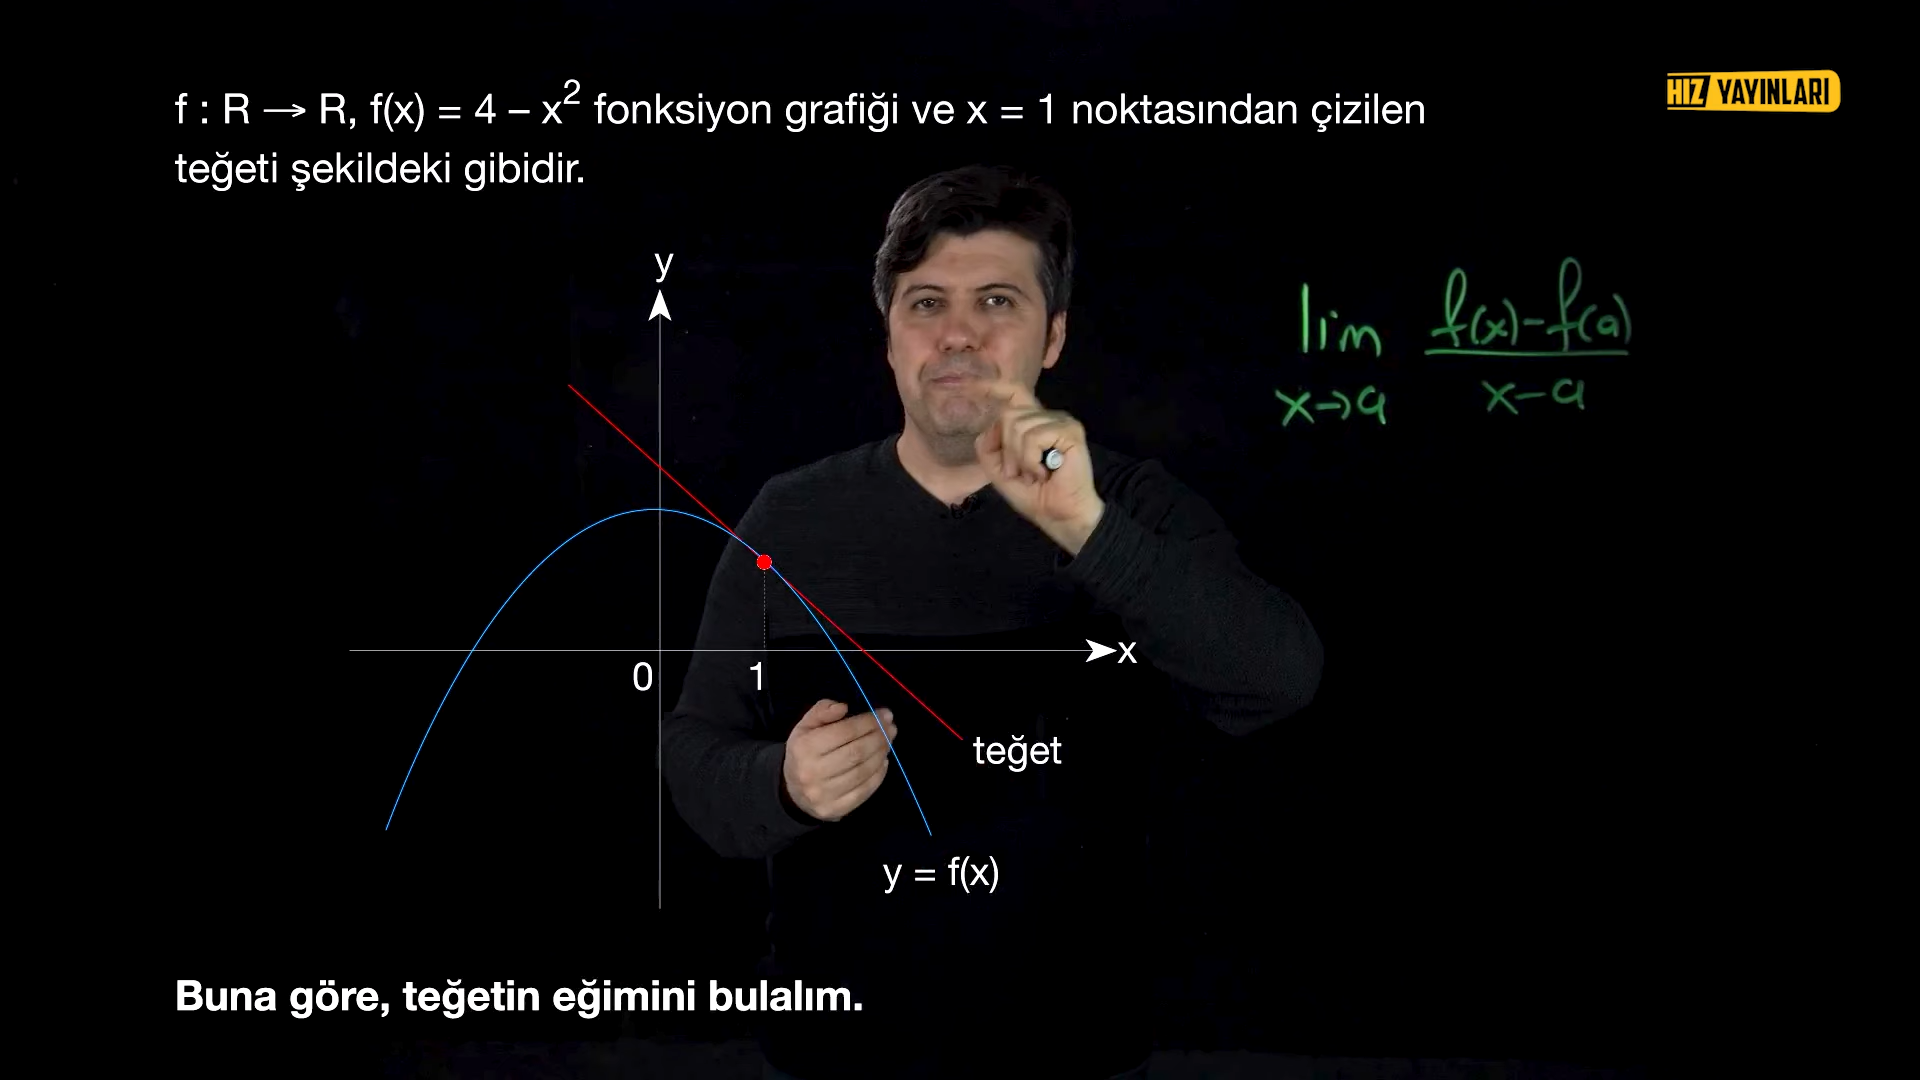 f : R → R, f(x) = 4 – x² fonksiyon grafiği ve x = 1 noktasından çizilen
teğeti şekildeki gibidir.
HIZ YAYINLARI
y
lim f(x)-f(a)
x→a x-a
x
0
1
teğet
y = f(x)
Buna göre, teğetin eğimini bulalım.